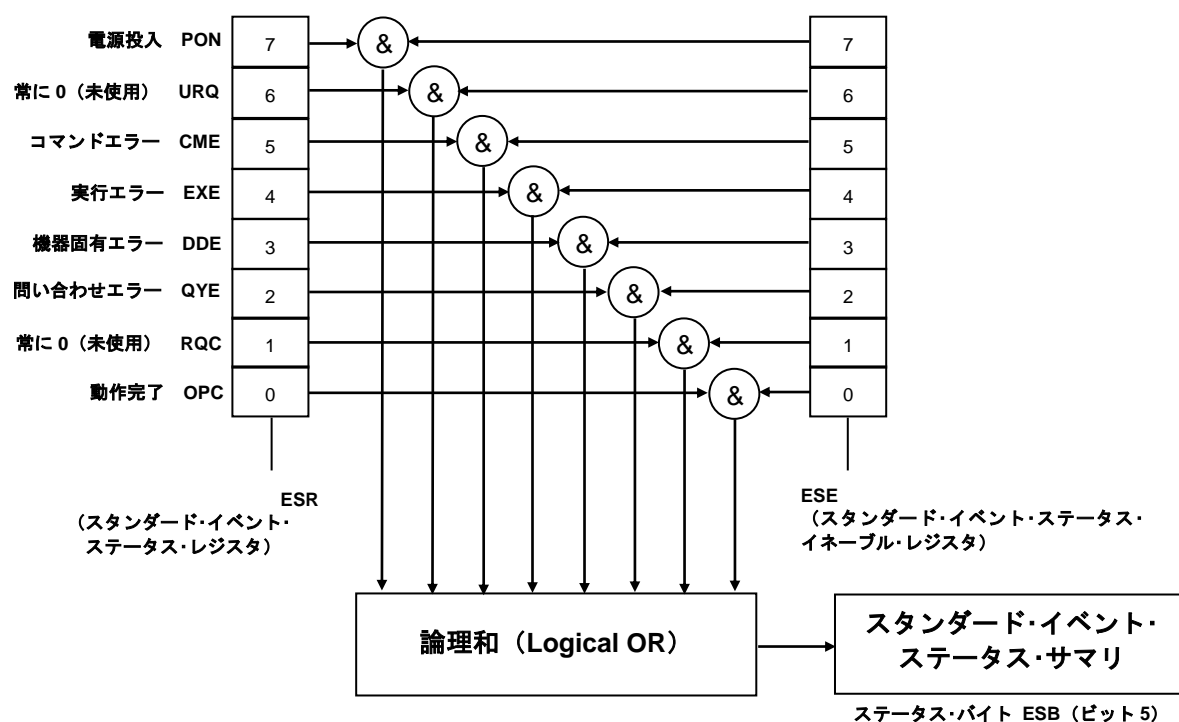 電源投入 PON 7 & 7
常に 0（未使用） URQ 6 & 6
コマンドエラー CME 5 & 5
実行エラー EXE 4 & 4
機器固有エラー DDE 3 & 3
問い合わせエラー QYE 2 & 2
常に 0（未使用） RQC 1 & 1
動作完了 OPC 0 & 0
ESR
（スタンダード･イベント･
ステータス･レジスタ）
ESE
（スタンダード･イベント･ステータス･
イネーブル･レジスタ）
論理和（Logical OR）
スタンダード･イベント･
ステータス･サマリ
ステータス･バイト ESB（ビット 5）